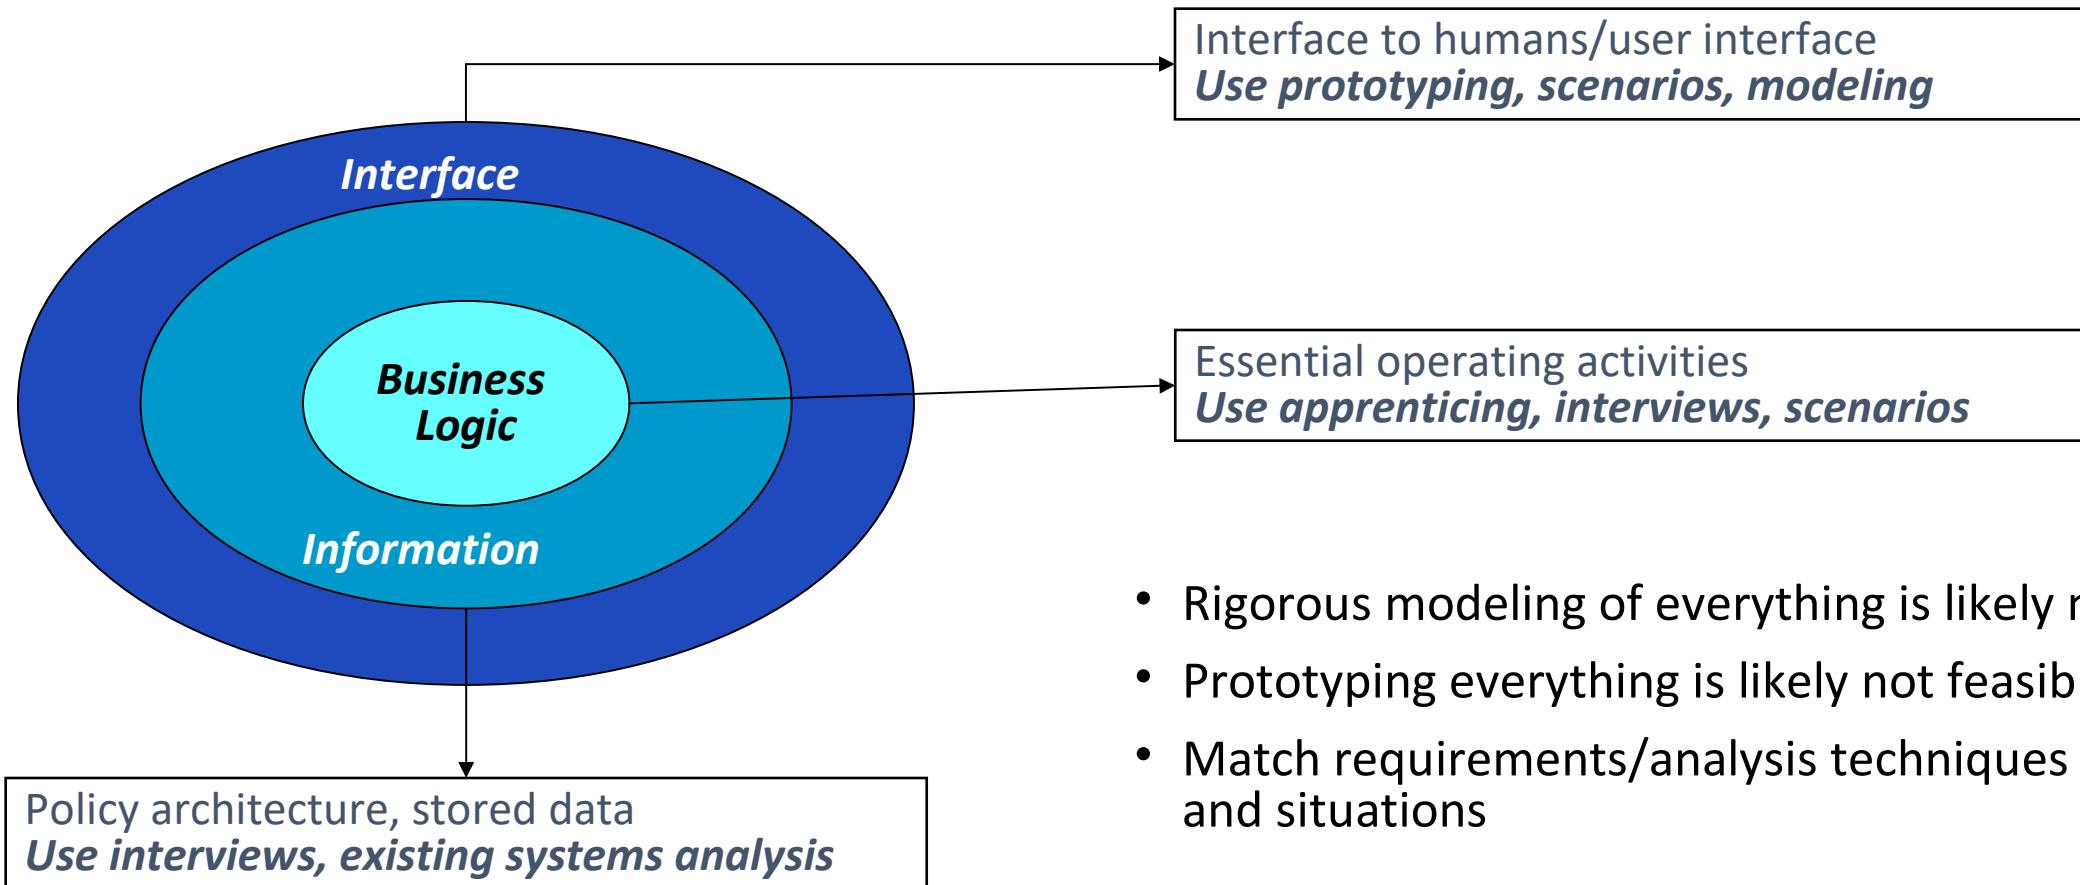 Interface to humans/user interface
Use prototyping, scenarios, modeling
Interface
Business
Logic
Information
Essential operating activities
Use apprenticing, interviews, scenarios
Policy architecture, stored data
Use interviews, existing systems analysis
• Rigorous modeling of everything is likely
• Prototyping everything is likely not
• Match requirements/analysis techniques
and situations